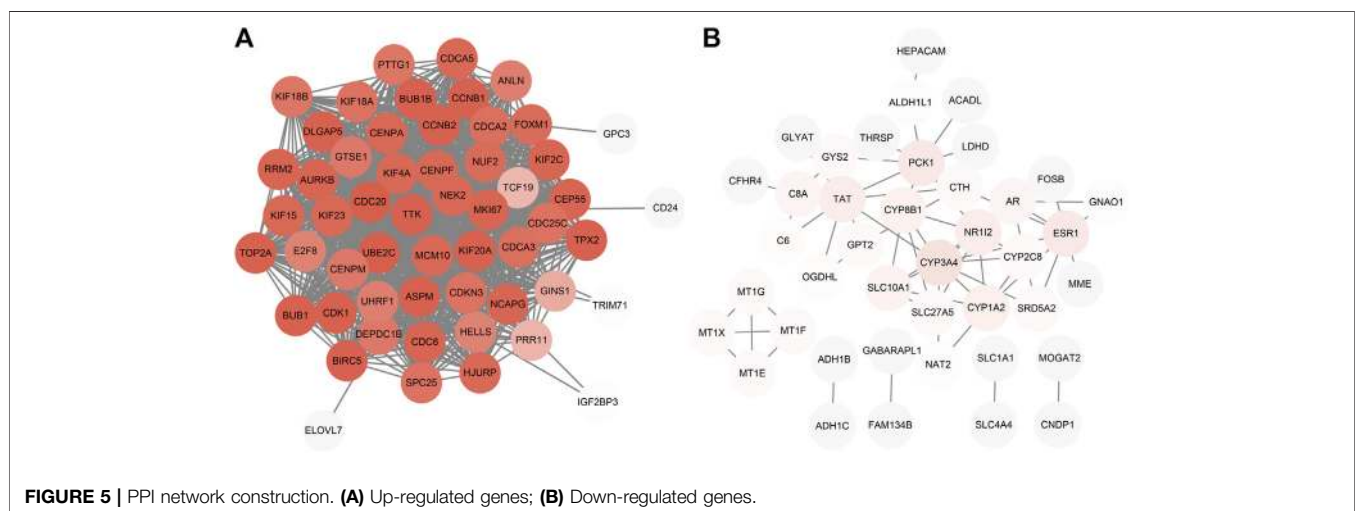 A
B
CDCA5
PTTG1
ANLN
KIF18B
KIF18A
BUB1B
CCNB1
DLGAP5
CENPA
CCNB2
CDCA2
FOXM1
GPC3
GTSE1
NUF2
KIF2C
RRM2
AURKB
KIF4A
CENPF
NEK2
TCF19
CDC20
CEP55
CD24
KIF15
KIF23
TTK
MKI67
CDC25C
TOP2A
E2F8
UBE2C
MCM10
KIF20A
CDCA3
TPX2
CENPM
UHRF1
ASPM
CDKN3
NCAPG
GINS1
TRIM71
BUB1
CDK1
DEPDC1B
CDC6
HELLS
PRR11
BIRC5
SPC25
HJURP
IGF2BP3
ELOVL7
HEPACAM
ALDH1L1
ACADL
GLYAT
THRSP
LDHD
GYS2
PCK1
CFHR4
C8A
CTH
FOSB
TAT
CYP8B1
AR
GNAO1
C6
GPT2
NR1I2
ESR1
OGDHL
CYP3A4
CYP2C8
MME
SLC10A1
MT1G
SLC27A5
CYP1A2
SRD5A2
MT1X
MT1F
MT1E
ADH1B
GABARAPL1
NAT2
SLC1A1
MOGAT2
ADH1C
FAM134B
SLC4A4
CNDP1
FIGURE 5 | PPI network construction. (A) Up-regulated genes; (B) Down-regulated genes.